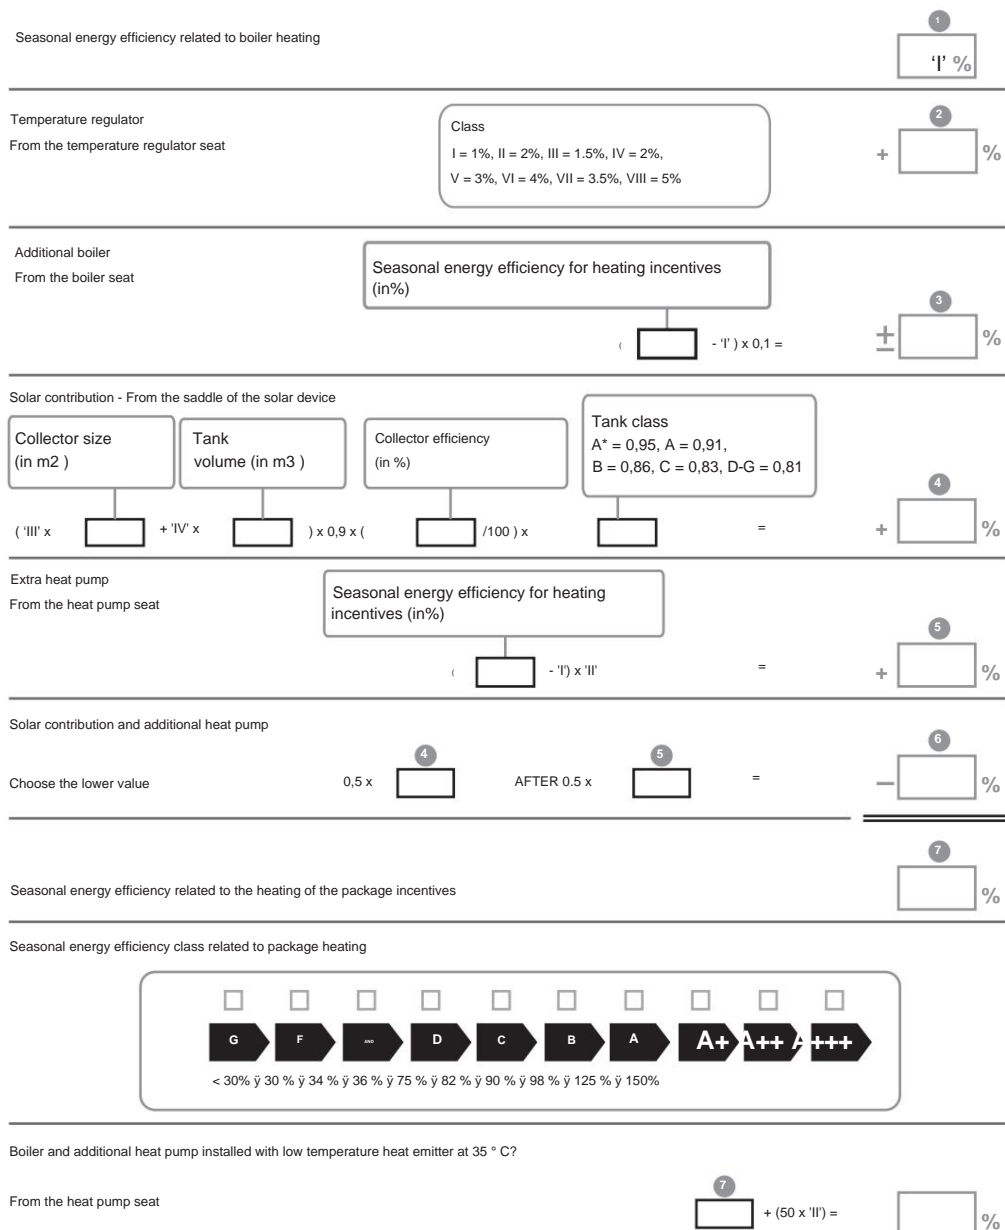 1
Seasonal energy efficiency related to boiler heating
‘I’ %
Temperature regulator
From the temperature regulator seat
Class
I = 1%, II = 2%, III = 1.5%, IV = 2%,
V = 3%, VI = 4%, VII = 3.5%, VIII = 5%
2
+ %
Additional boiler
From the boiler seat
Seasonal energy efficiency for heating incentives
(in%)
3
( - ‘I’ ) x 0,1 =
± %
Solar contribution - From the saddle of the solar device
Collector size
(in m2 )
Tank
volume (in m3 )
Collector efficiency
(in %)
Tank class
A* = 0,95, A = 0,91,
B = 0,86, C = 0,83, D-G = 0,81
4
( ‘III’ x + 'IV' x ) x 0,9 x ( /100 ) x = + %
Extra heat pump
From the heat pump seat
Seasonal energy efficiency for heating
incentives (in%)
5
( - 'I') x 'II' = + %
Solar contribution and additional heat pump
4 5 6
Choose the lower value 0,5 x AFTER 0.5 x = – %
7
Seasonal energy efficiency related to the heating of the package incentives %
Seasonal energy efficiency class related to package heating
G F AND D C B A A+ A++ A+++
< 30% ÿ 30 % ÿ 34 % ÿ 36 % ÿ 75 % ÿ 82 % ÿ 90 % ÿ 98 % ÿ 125 % ÿ 150%
Boiler and additional heat pump installed with low temperature heat emitter at 35 ° C?
7
From the heat pump seat + (50 x 'II') = %